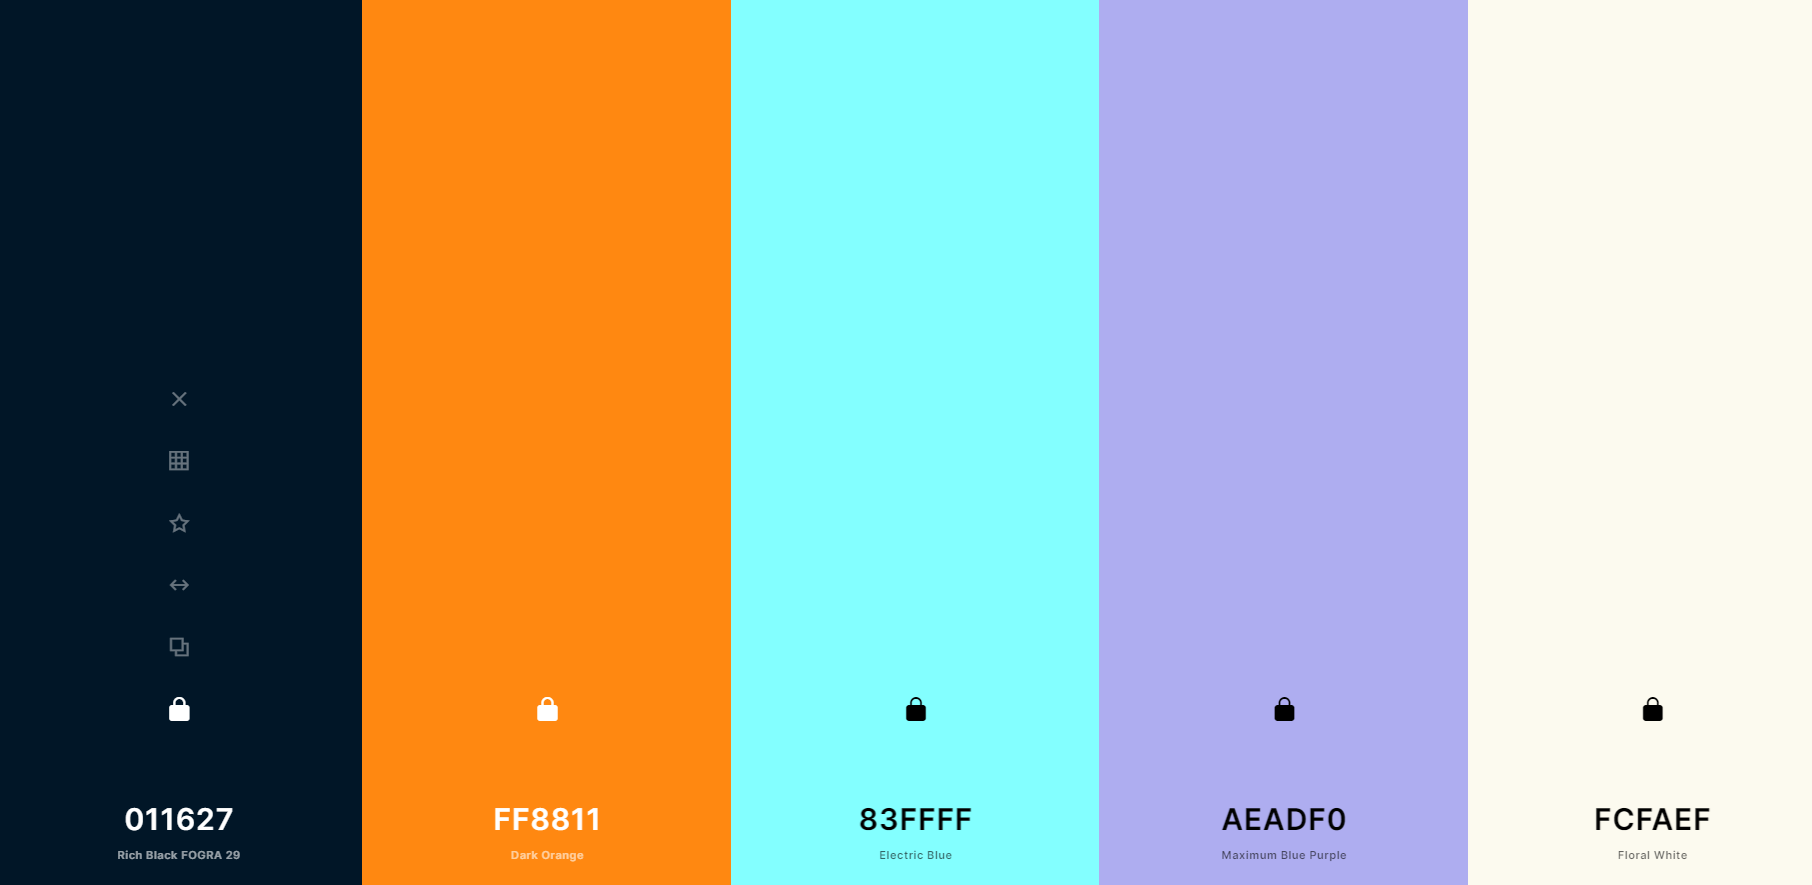 011627
Rich Black FOGRA 29
FF8811
Dark Orange
83FFFF
Electric Blue
AEADF0
Maximum Blue Purple
FCFAEF
Floral White